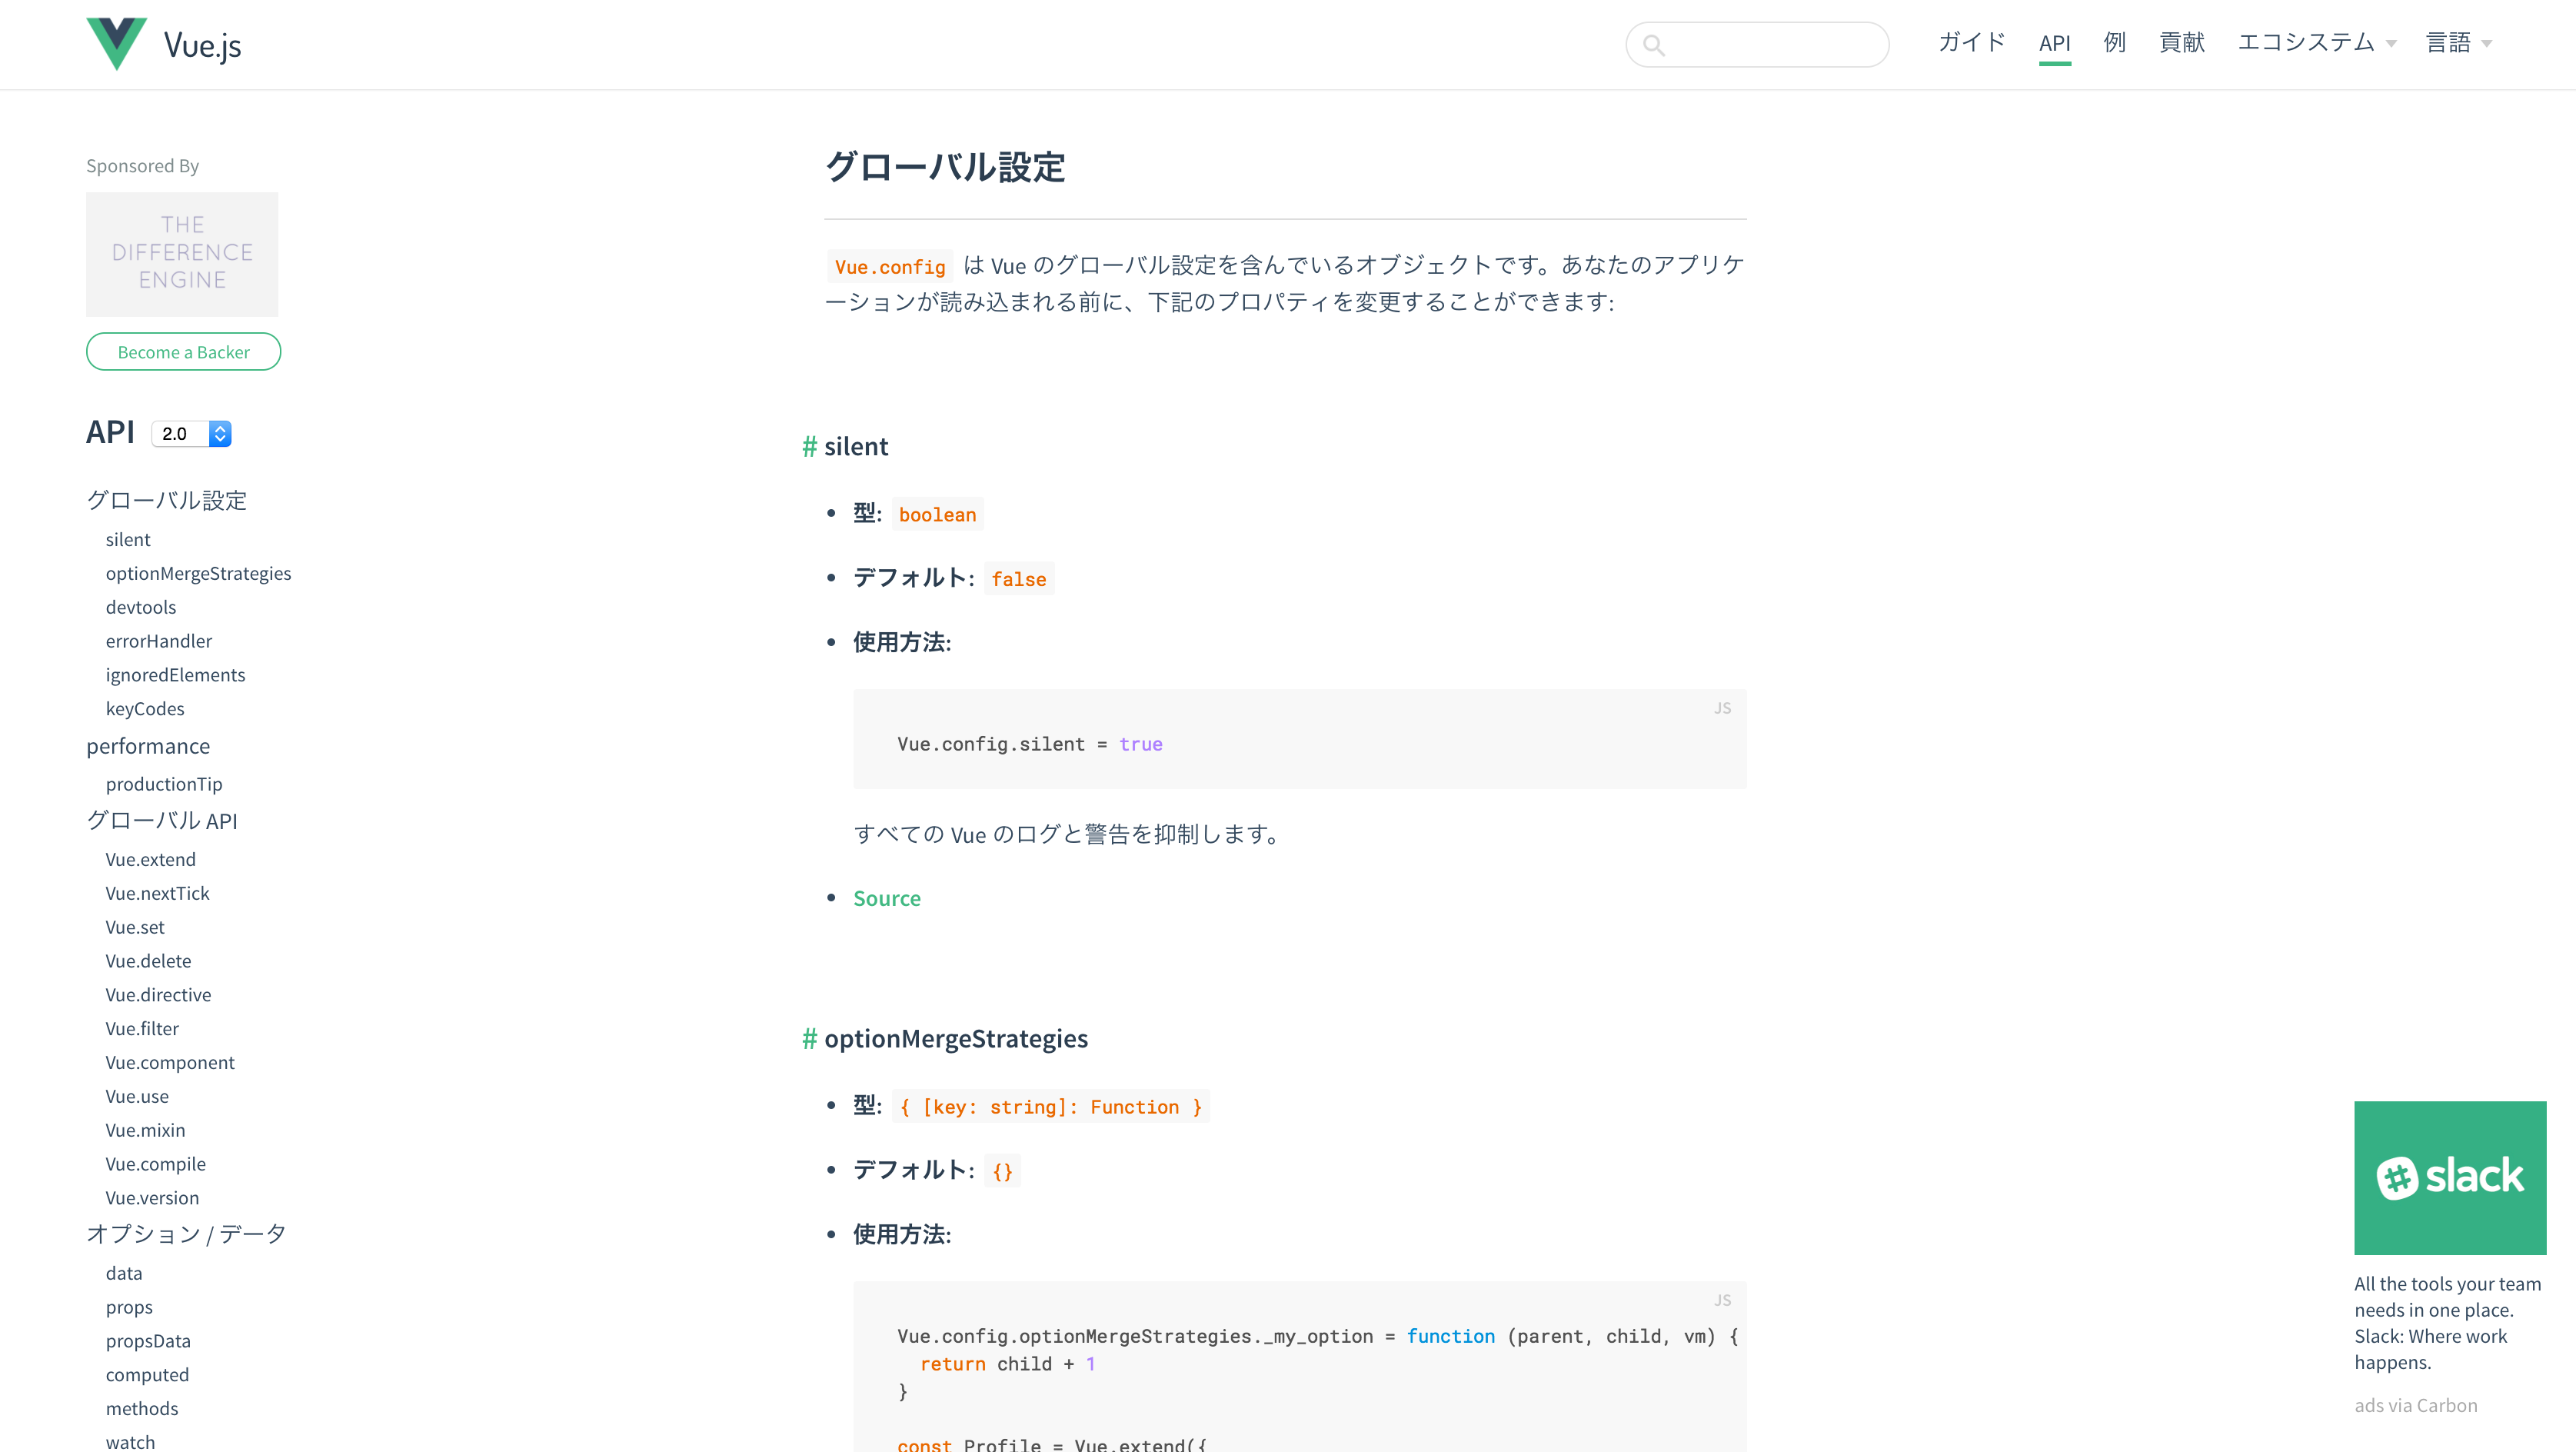 Vue.js
ガイド API 例 貢献 エコシステム 言語
Sponsored By
THE
DIFFERENCE
ENGINE
Become a Backer
API 2.0
グローバル設定
silent
optionMergeStrategies
devtools
errorHandler
ignoredElements
keyCodes
performance
productionTip
グローバル API
Vue.extend
Vue.nextTick
Vue.set
Vue.delete
Vue.directive
Vue.filter
Vue.component
Vue.use
Vue.mixin
Vue.compile
Vue.version
オプション / データ
data
props
propsData
computed
methods
watch
グローバル設定
Vue.config は Vue のグローバル設定を含んでいるオブジェクトです。あなたのアプリケ
ーションが読み込まれる前に、下記のプロパティを変更することができます:
# silent
• 型: boolean
• デフォルト: false
• 使用方法:
JS
Vue.config.silent = true
すべての Vue のログと警告を抑制します。
• Source
# optionMergeStrategies
• 型: { [key: string]: Function }
• デフォルト: {}
• 使用方法:
JS
Vue.config.optionMergeStrategies._my_option = function (parent, child, vm) {
return child + 1
}
const Profile = Vue.extend({
slack
All the tools your team
needs in one place.
Slack: Where work
happens.
ads via Carbon